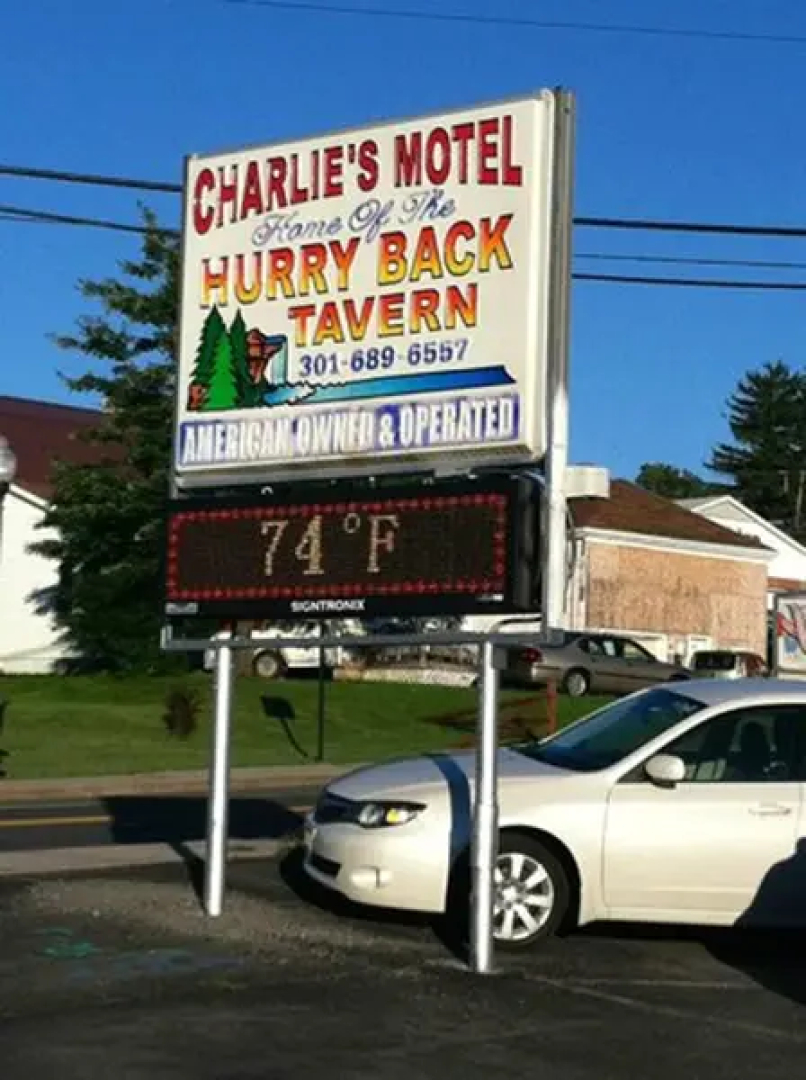 CHARLIE'S MOTEL
Home Of The
HURRY BACK
TAVERN
301-689-6557
AMERICAN OWNED & OPERATED
74°F
SIGNTRONIX